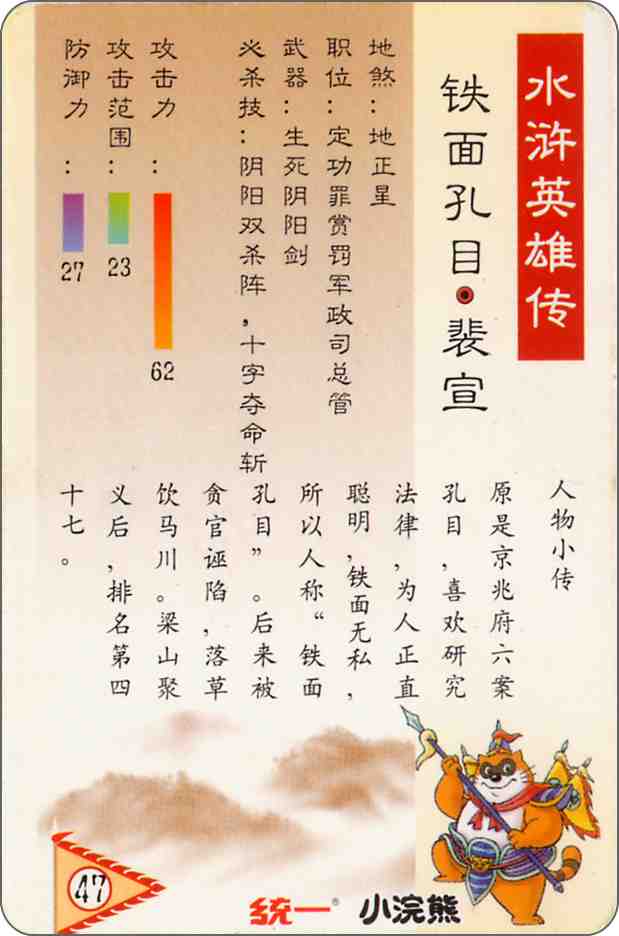 水浒英雄传
铁面孔目·裴宣
地煞：地正星
职位：定功罪赏罚军政司总管
武器：生死阴阳剑
必杀技：阴阳双杀阵，十字夺命斩
攻击力：
62
攻击范围：
23
防御力：
27
人物小传
原是京兆府六案
孔目，喜欢研究
法律，为人正直
聪明，铁面无私，
所以人称“铁面
孔目”。后来被
贪官诬陷，落草
饮马川。梁山聚
义后，排名第四
十七。
47
统一®
小浣熊